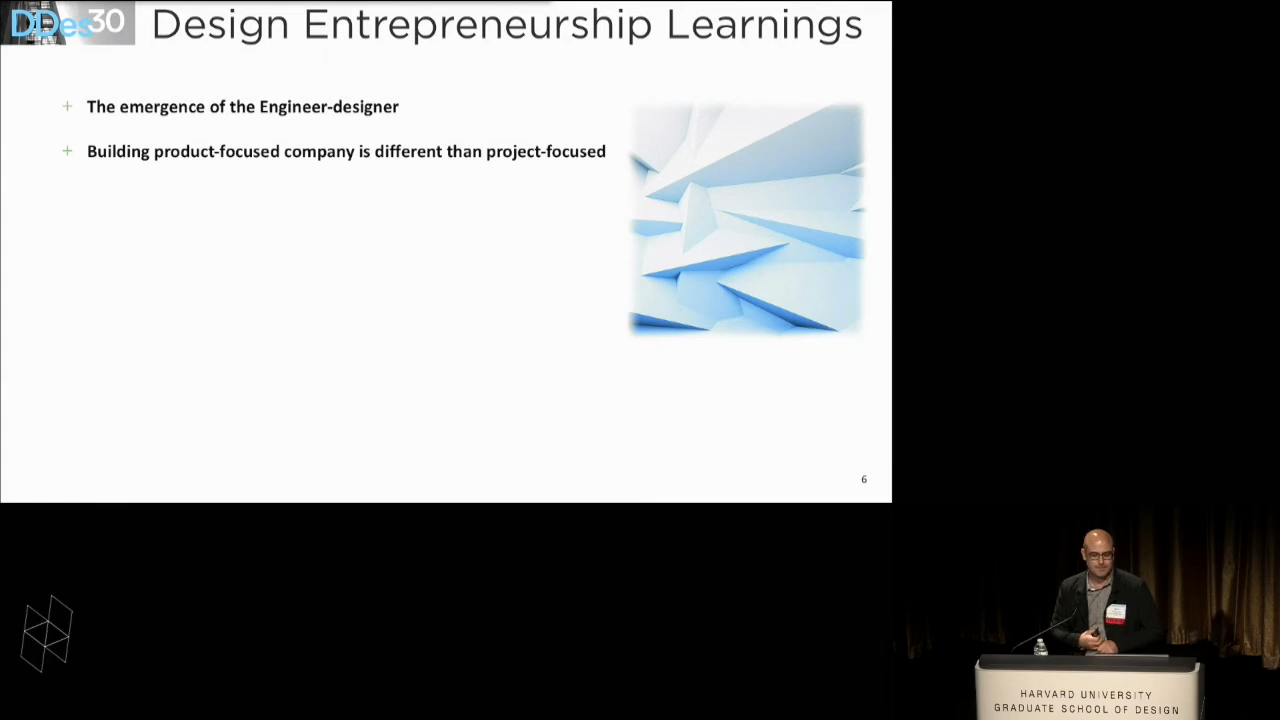 DDes30
Design Entrepreneurship Learnings
+ The emergence of the Engineer-designer
+ Building product-focused company is different than project-focused
6
HARVARD UNIVERSITY
GRADUATE SCHOOL OF DESIGN